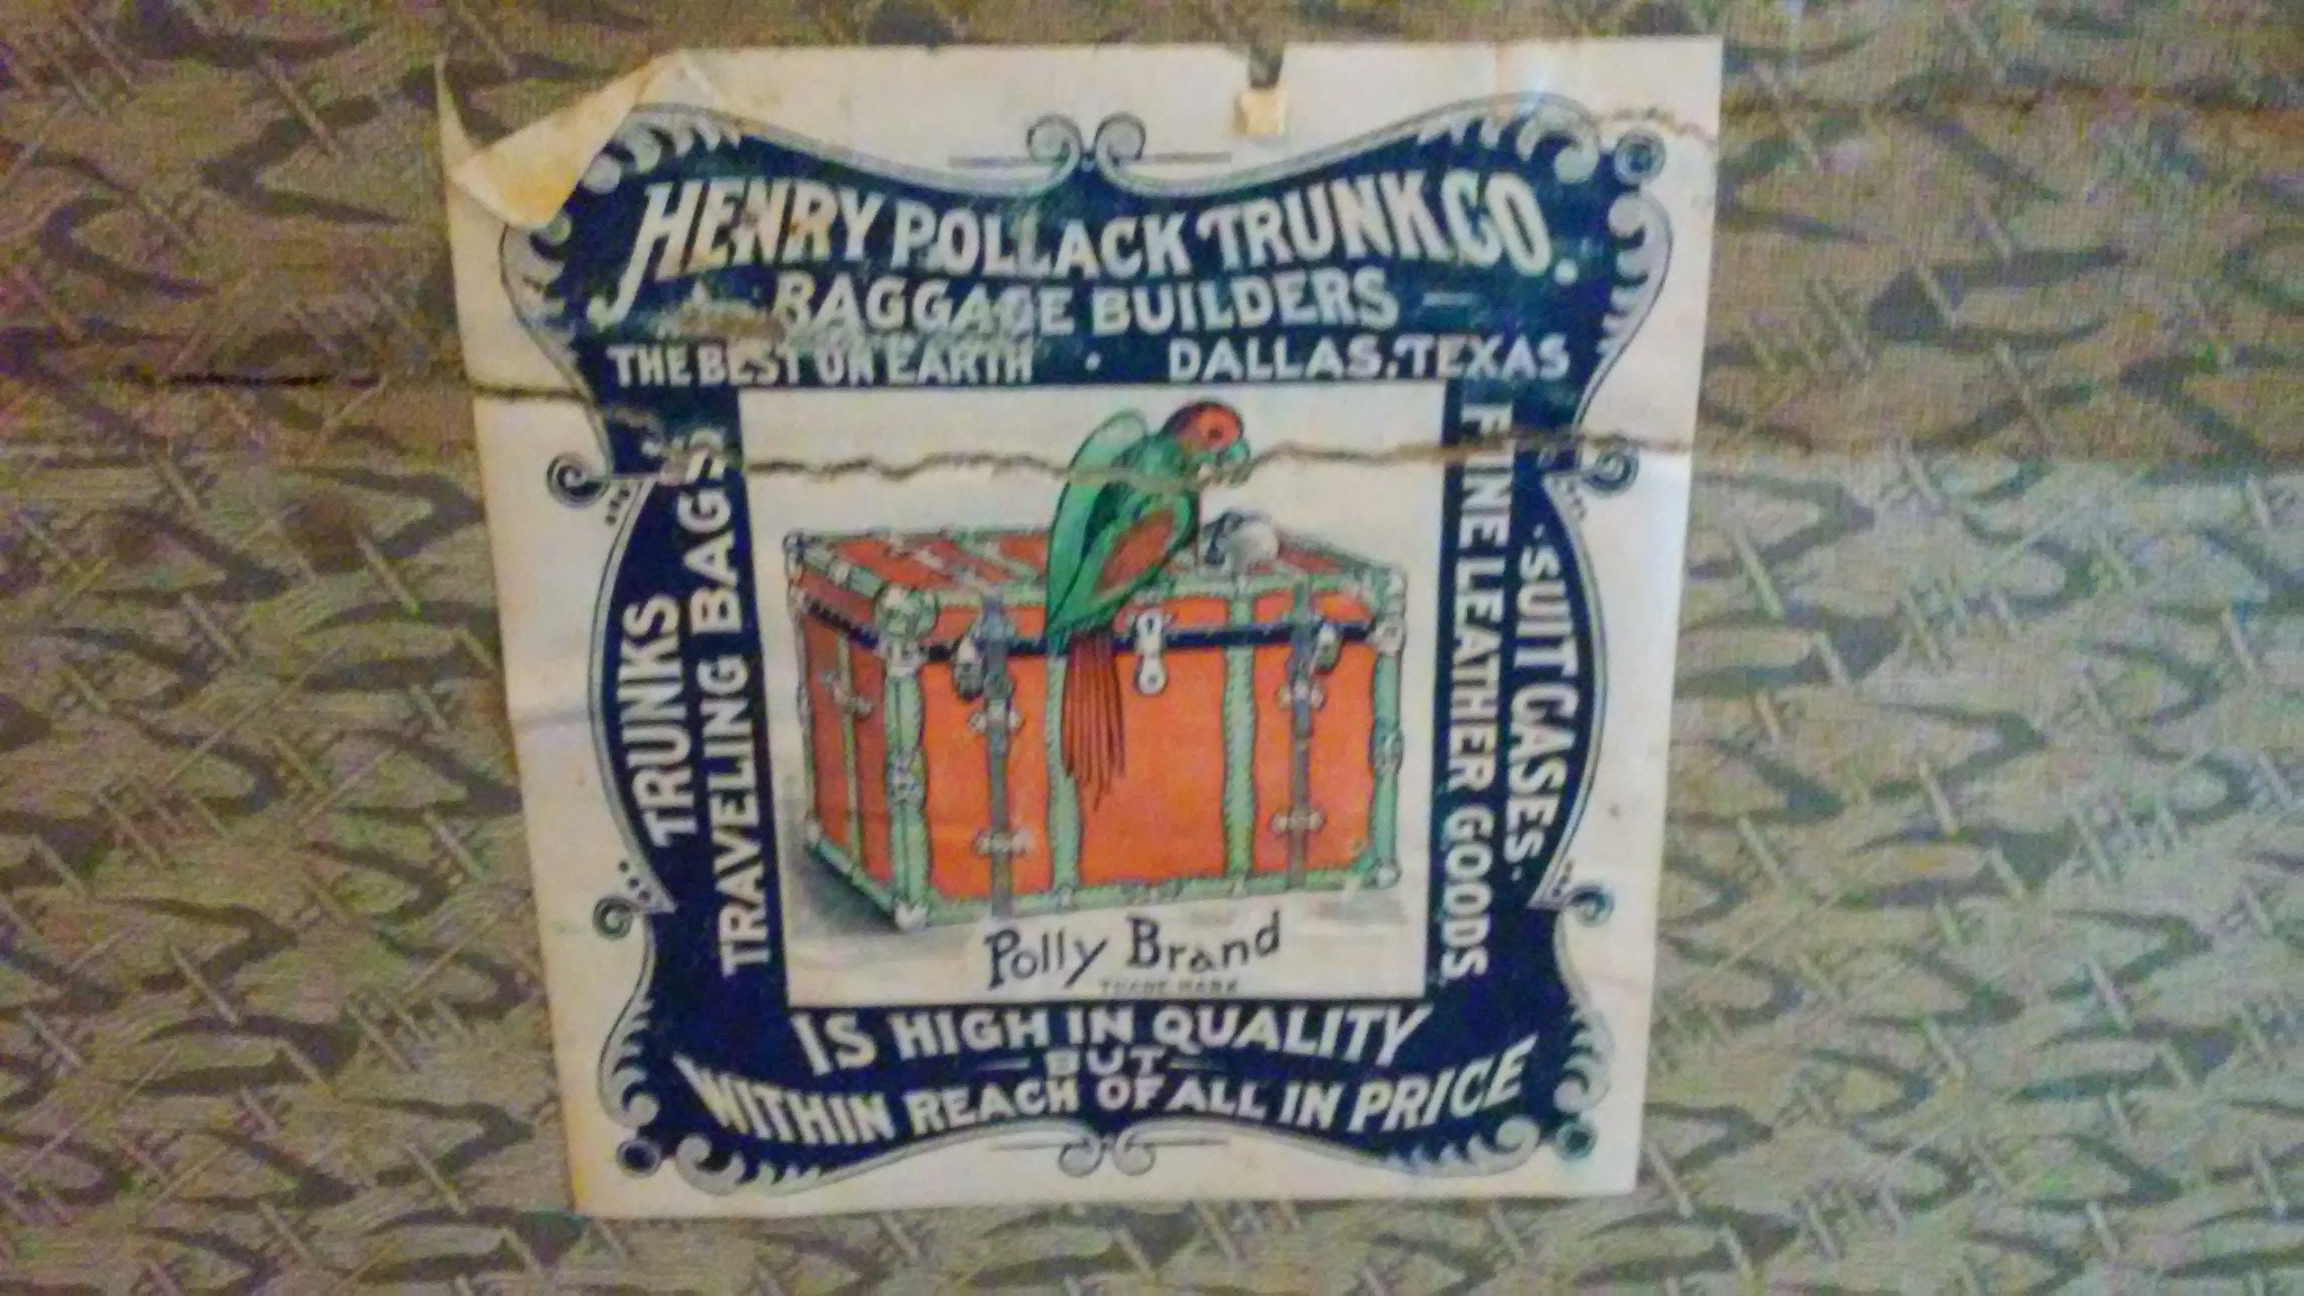 HENRY POLLACK TRUNK CO.
BAGGAGE BUILDERS
THE BEST ON EARTH · DALLAS, TEXAS
TRUNKS
TRAVELING BAGS
FINE LEATHER GOODS
· SUIT CASES ·
Polly Brand
TRADE MARK
IS HIGH IN QUALITY
— BUT —
WITHIN REACH OF ALL IN PRICE